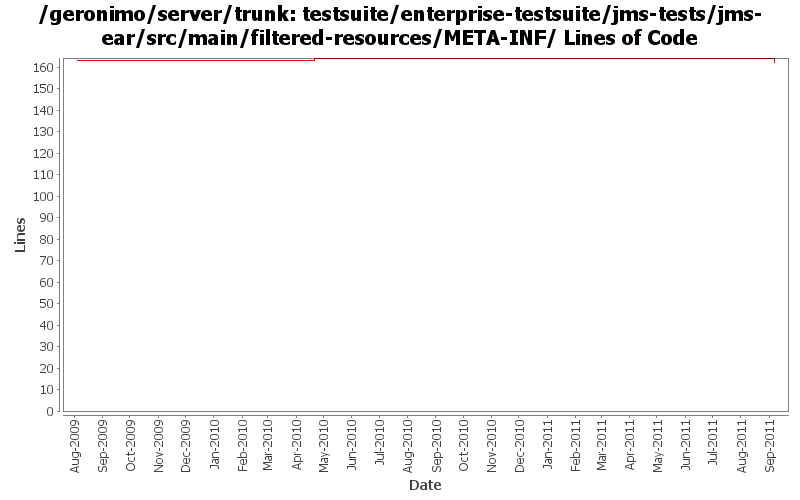 /geronimo/server/trunk: testsuite/enterprise-testsuite/jms-tests/jms-
ear/src/main/filtered-resources/META-INF/ Lines of Code
160
150
140
130
120
110
100
90
80
70
60
50
40
30
20
10
0
Lines
Aug-2009
Sep-2009
Oct-2009
Nov-2009
Dec-2009
Jan-2010
Feb-2010
Mar-2010
Apr-2010
May-2010
Jun-2010
Jul-2010
Aug-2010
Sep-2010
Oct-2010
Nov-2010
Dec-2010
Jan-2011
Feb-2011
Mar-2011
Apr-2011
May-2011
Jun-2011
Jul-2011
Aug-2011
Sep-2011
Date